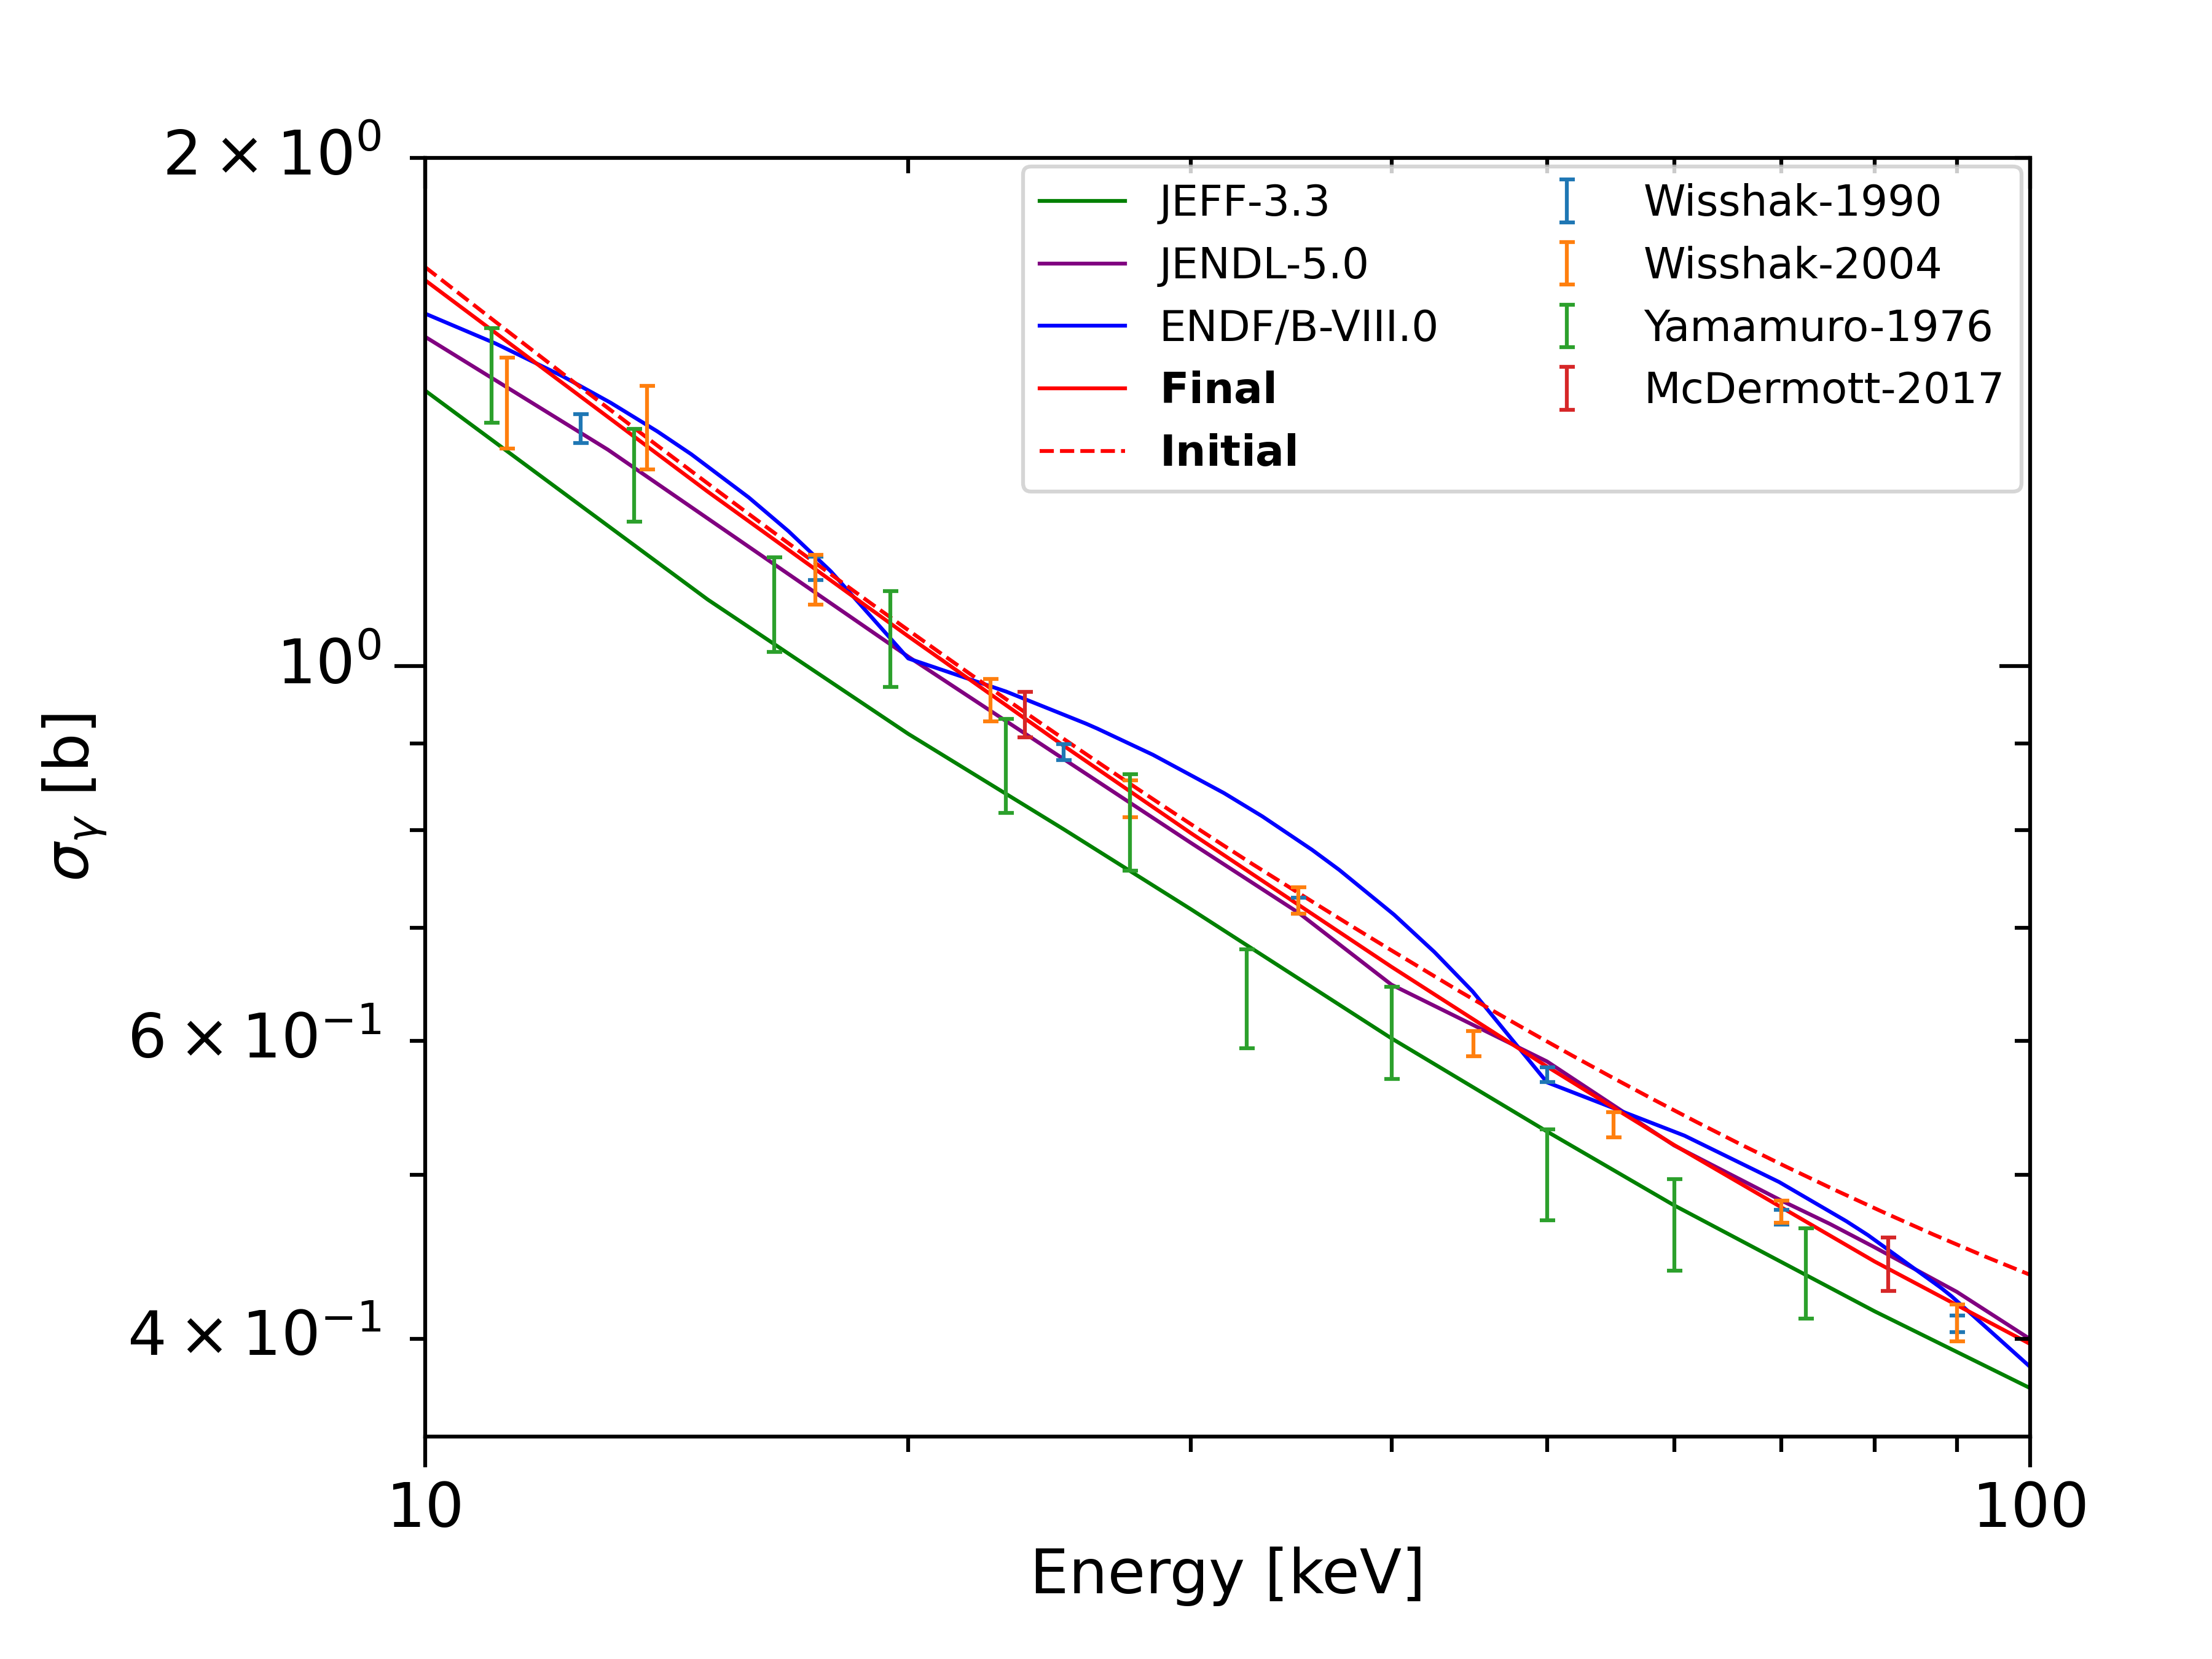 2 × 10⁰
10⁰
6 × 10⁻¹
4 × 10⁻¹
σγ [b]
JEFF-3.3
JENDL-5.0
ENDF/B-VIII.0
Final
Initial
Wisshak-1990
Wisshak-2004
Yamamuro-1976
McDermott-2017
10
100
Energy [keV]